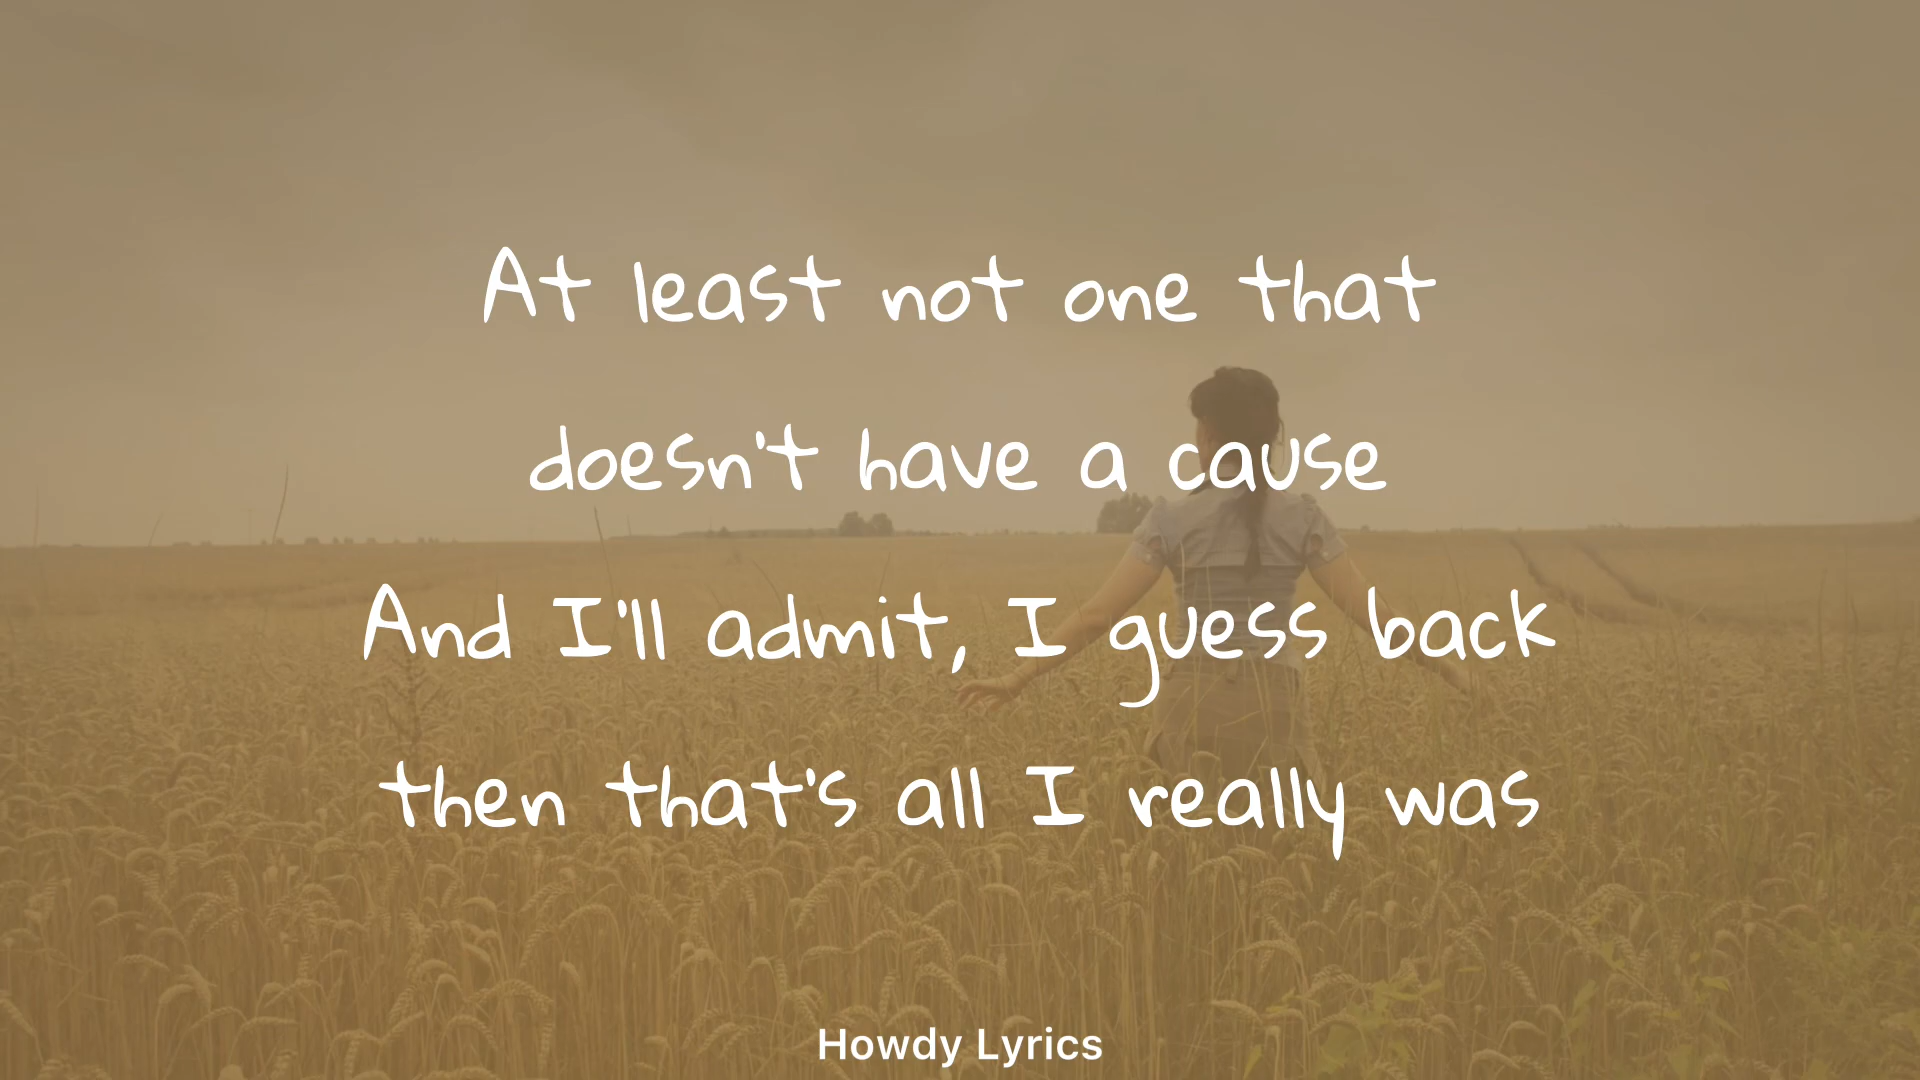 At least not one that
doesn't have a cause
And I'll admit, I guess back
then that's all I really was
Howdy Lyrics